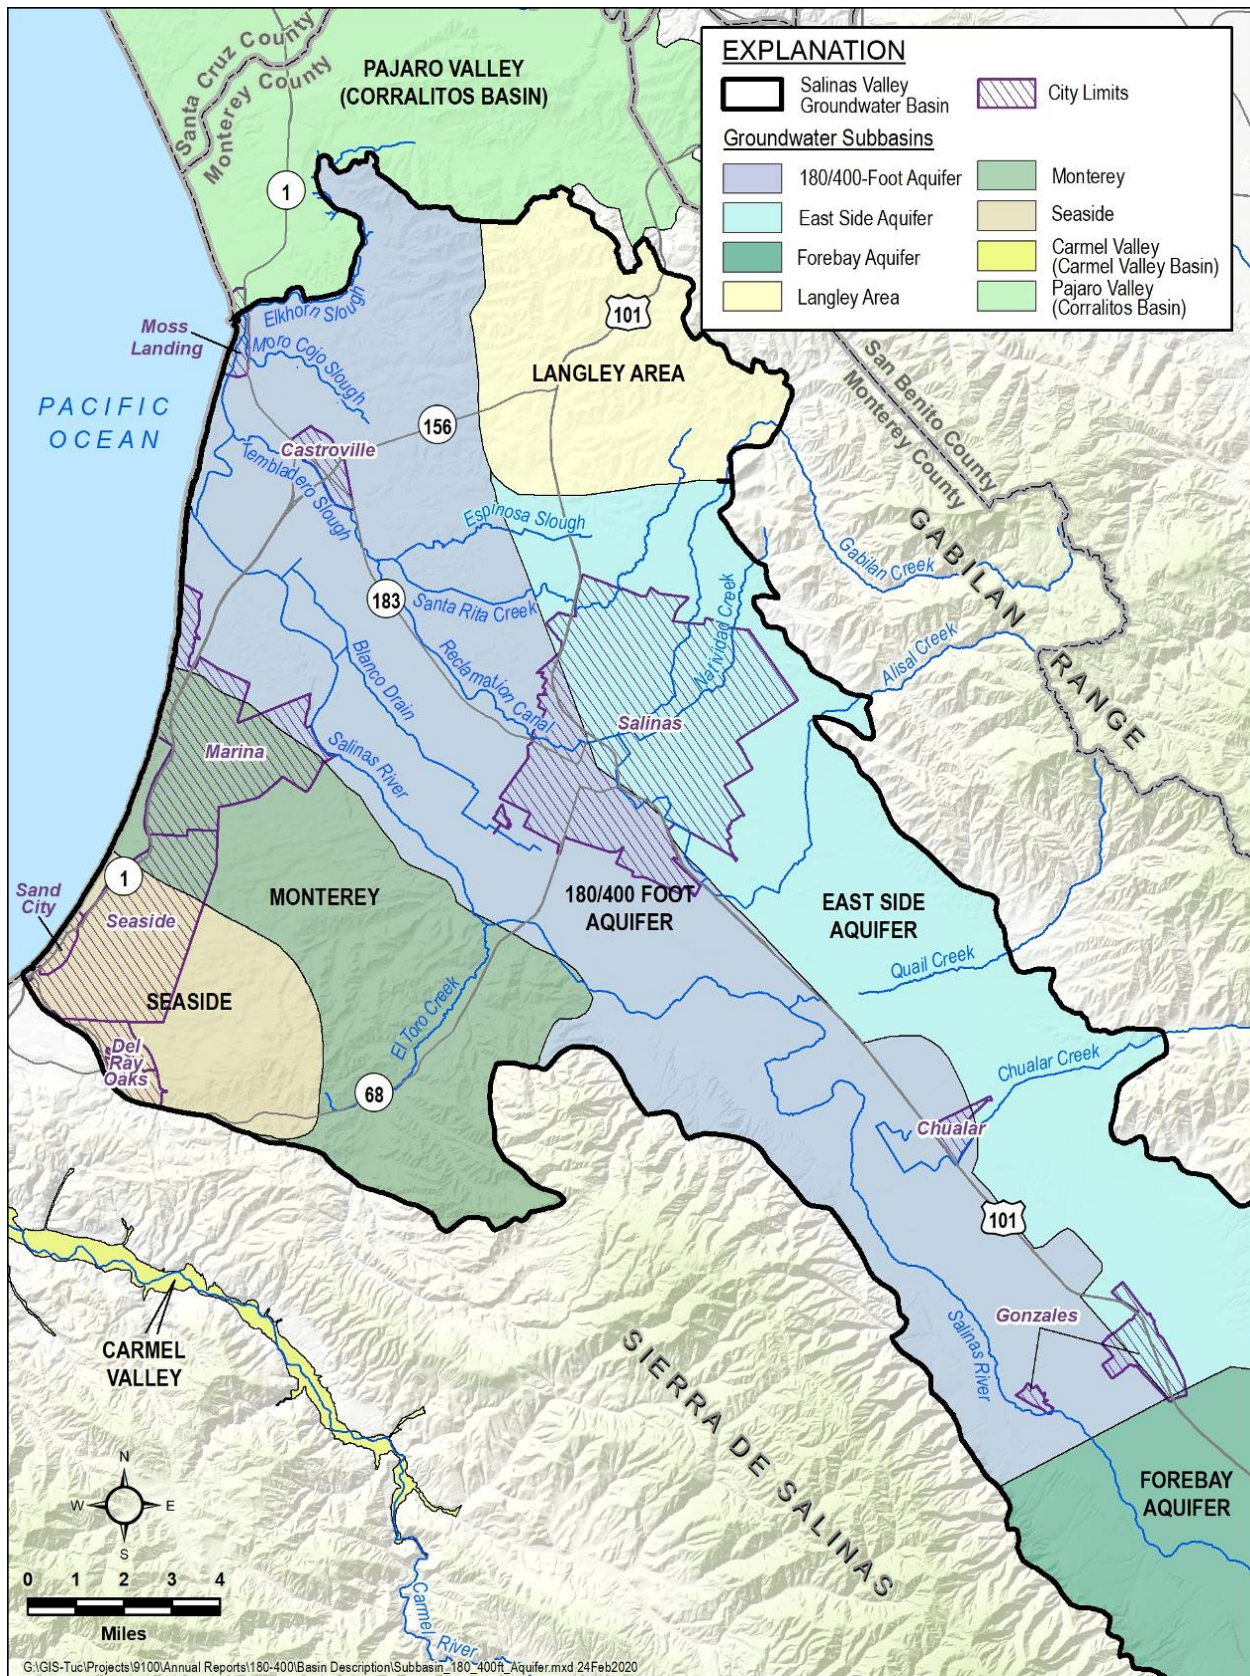 EXPLANATION
Salinas Valley
Groundwater Basin
City Limits
Groundwater Subbasins
180/400-Foot Aquifer
East Side Aquifer
Forebay Aquifer
Langley Area
Monterey
Seaside
Carmel Valley
(Carmel Valley Basin)
Pajaro Valley
(Corralitos Basin)
Santa Cruz County
Monterey County
PAJARO VALLEY
(CORRALITOS BASIN)
1
101
Elkhorn Slough
Moss
Landing
Moro Cojo Slough
LANGLEY AREA
San Benito County
Monterey County
PACIFIC
OCEAN
156
Castroville
Tembladero Slough
Espinosa Slough
GABILAN
RANGE
Gabilan Creek
183
Santa Rita Creek
Natividad Creek
Alisal Creek
Blanco Drain
Reclamation Canal
Salinas
Marina
Salinas River
1
Sand
City
Seaside
MONTEREY
180/400 FOOT
AQUIFER
EAST SIDE
AQUIFER
Quail Creek
SEASIDE
El Toro Creek
Del
Ray
Oaks
68
Chualar Creek
Chualar
101
Gonzales
Salinas River
CARMEL
VALLEY
SIERRA DE SALINAS
FOREBAY
AQUIFER
N
W
E
S
0 1 2 3 4
Miles
Carmel River
G:\GIS-Tuc\Projects\9100\Annual Reports\180-400\Basin Description\Subbasin_180_400ft_Aquifer.mxd 24Feb2020